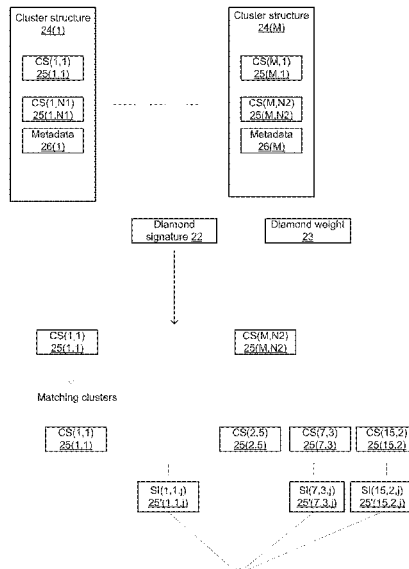 Cluster structure
24(1)
CS(1,1)
25(1,1)
CS(1,N1)
25(1,N1)
Metadata
26(1)
Cluster structure
24(M)
CS(M,1)
25(M,1)
CS(M,N2)
25(M,N2)
Metadata
26(M)
Diamond
signature 22
Diamond weight
23
CS(1,1)
25(1,1)
CS(M,N2)
25(M,N2)
Matching clusters
CS(1,1)
25(1,1)
CS(2,5)
25(2,5)
CS(7,3)
25(7,3)
CS(15,2)
25(15,2)
SI(1,1,j)
25'(1,1,j)
SI(7,3,j)
25'(7,3,j)
SI(15,2,j)
25'(15,2,j)